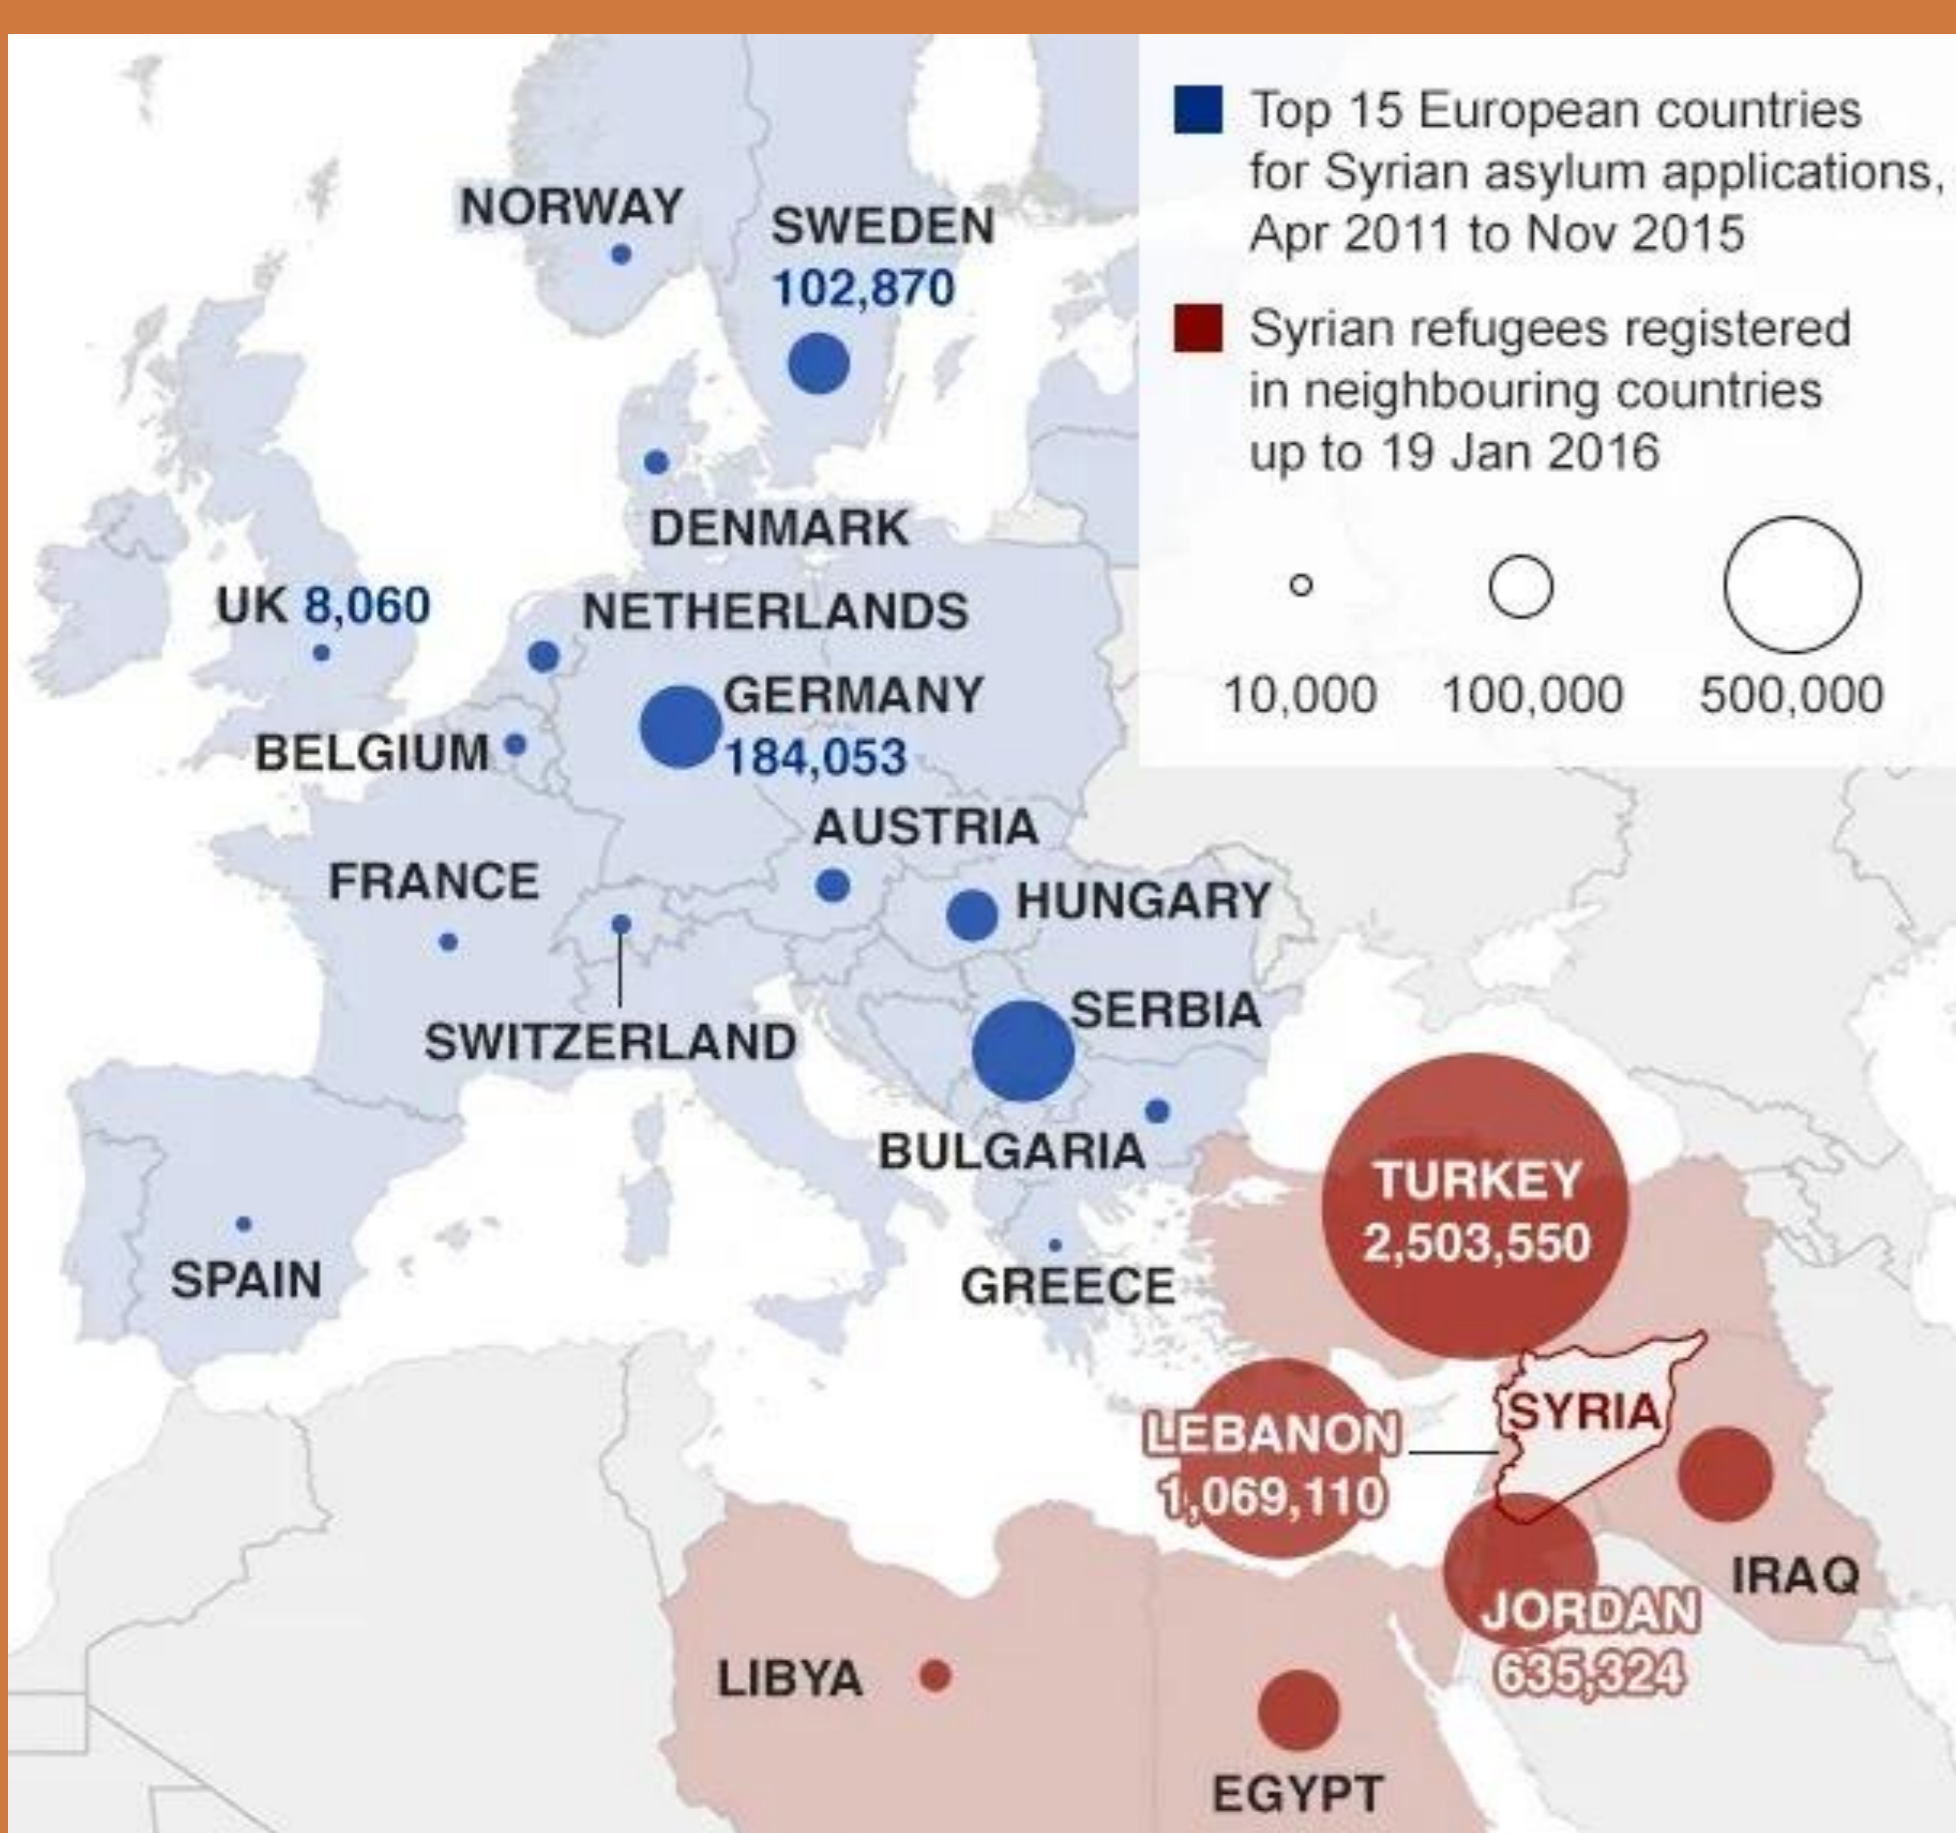 Top 15 European countries
for Syrian asylum applications,
Apr 2011 to Nov 2015
Syrian refugees registered
in neighbouring countries
up to 19 Jan 2016
10,000 100,000 500,000
NORWAY
SWEDEN
102,870
DENMARK
UK 8,060
NETHERLANDS
GERMANY
184,053
BELGIUM
AUSTRIA
FRANCE
HUNGARY
SERBIA
SWITZERLAND
BULGARIA
TURKEY
2,503,550
SPAIN
GREECE
SYRIA
LEBANON
1,069,110
IRAQ
JORDAN
635,324
LIBYA
EGYPT